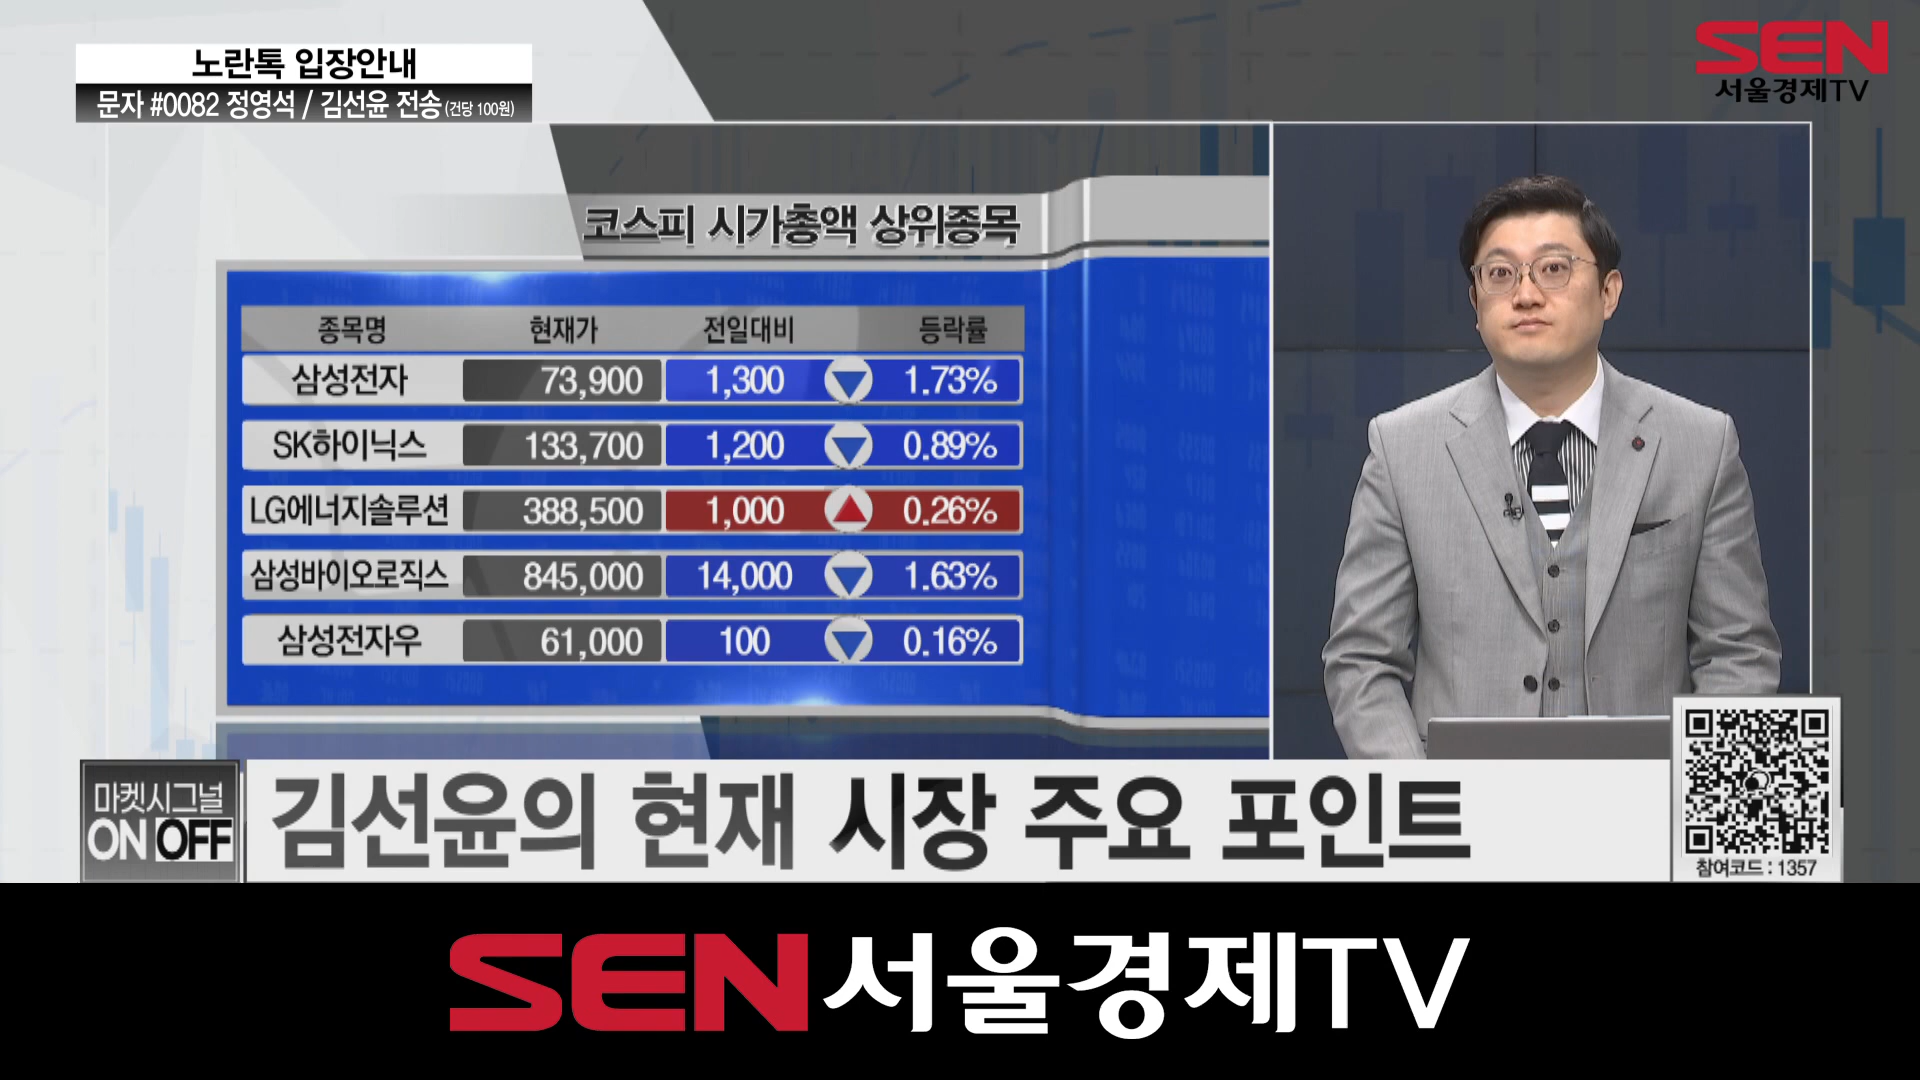 노란톡 입장안내
문자 #0082 정영석 / 김선윤 전송 (건당 100원)
SEN
서울경제TV
코스피 시가총액 상위종목
종목명 현재가 전일대비 등락률
삼성전자 73,900 1,300 1.73%
SK하이닉스 133,700 1,200 0.89%
LG에너지솔루션 388,500 1,000 0.26%
삼성바이오로직스 845,000 14,000 1.63%
삼성전자우 61,000 100 0.16%
마켓시그널
ON OFF
김선윤의 현재 시장 주요 포인트
참여코드 : 1357
SEN서울경제TV